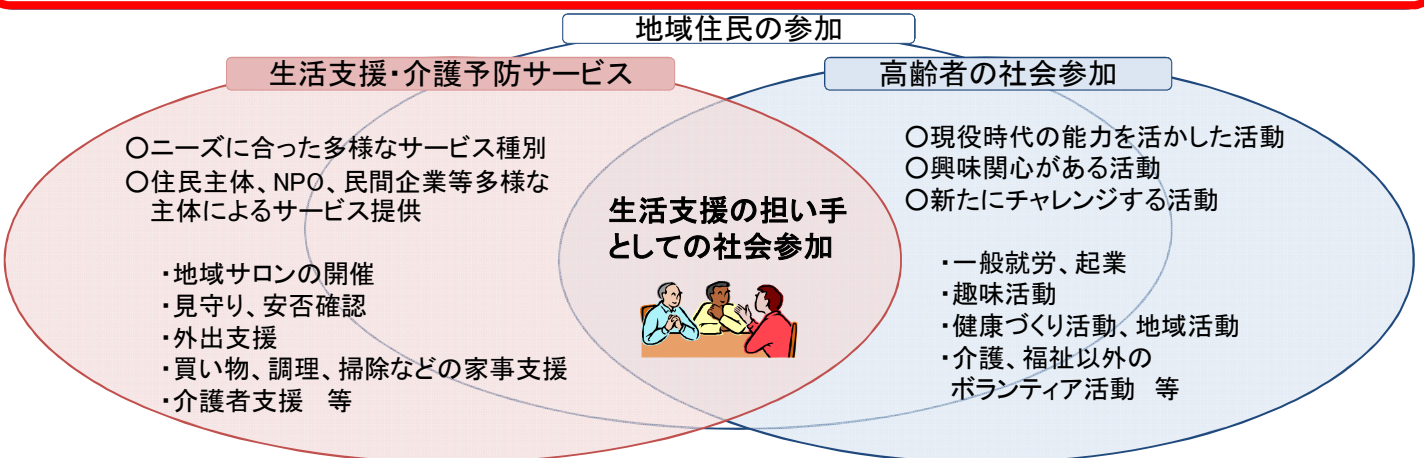 地域住民の参加
生活支援・介護予防サービス
〇ニーズに合った多様なサービス種別
〇住民主体、NPO、民間企業等多様な
主体によるサービス提供
・地域サロンの開催
・見守り、安否確認
・外出支援
・買い物、調理、掃除などの家事支援
・介護者支援　等
生活支援の担い手
としての社会参加
高齢者の社会参加
〇現役時代の能力を活かした活動
〇興味関心がある活動
〇新たにチャレンジする活動
・一般就労、起業
・趣味活動
・健康づくり活動、地域活動
・介護、福祉以外の
ボランティア活動　等